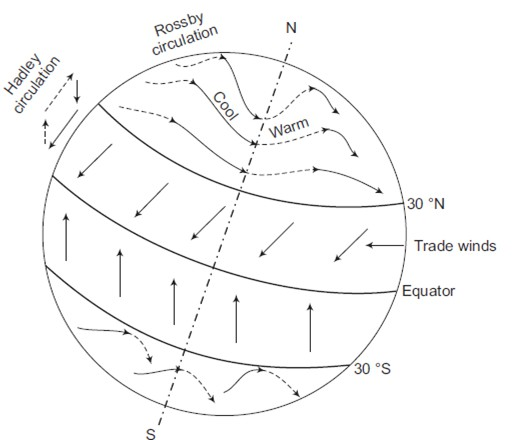 Rossby
circulation
N
Hadley
circulation
Cool
Warm
30 °N
Trade winds
Equator
30 °S
S